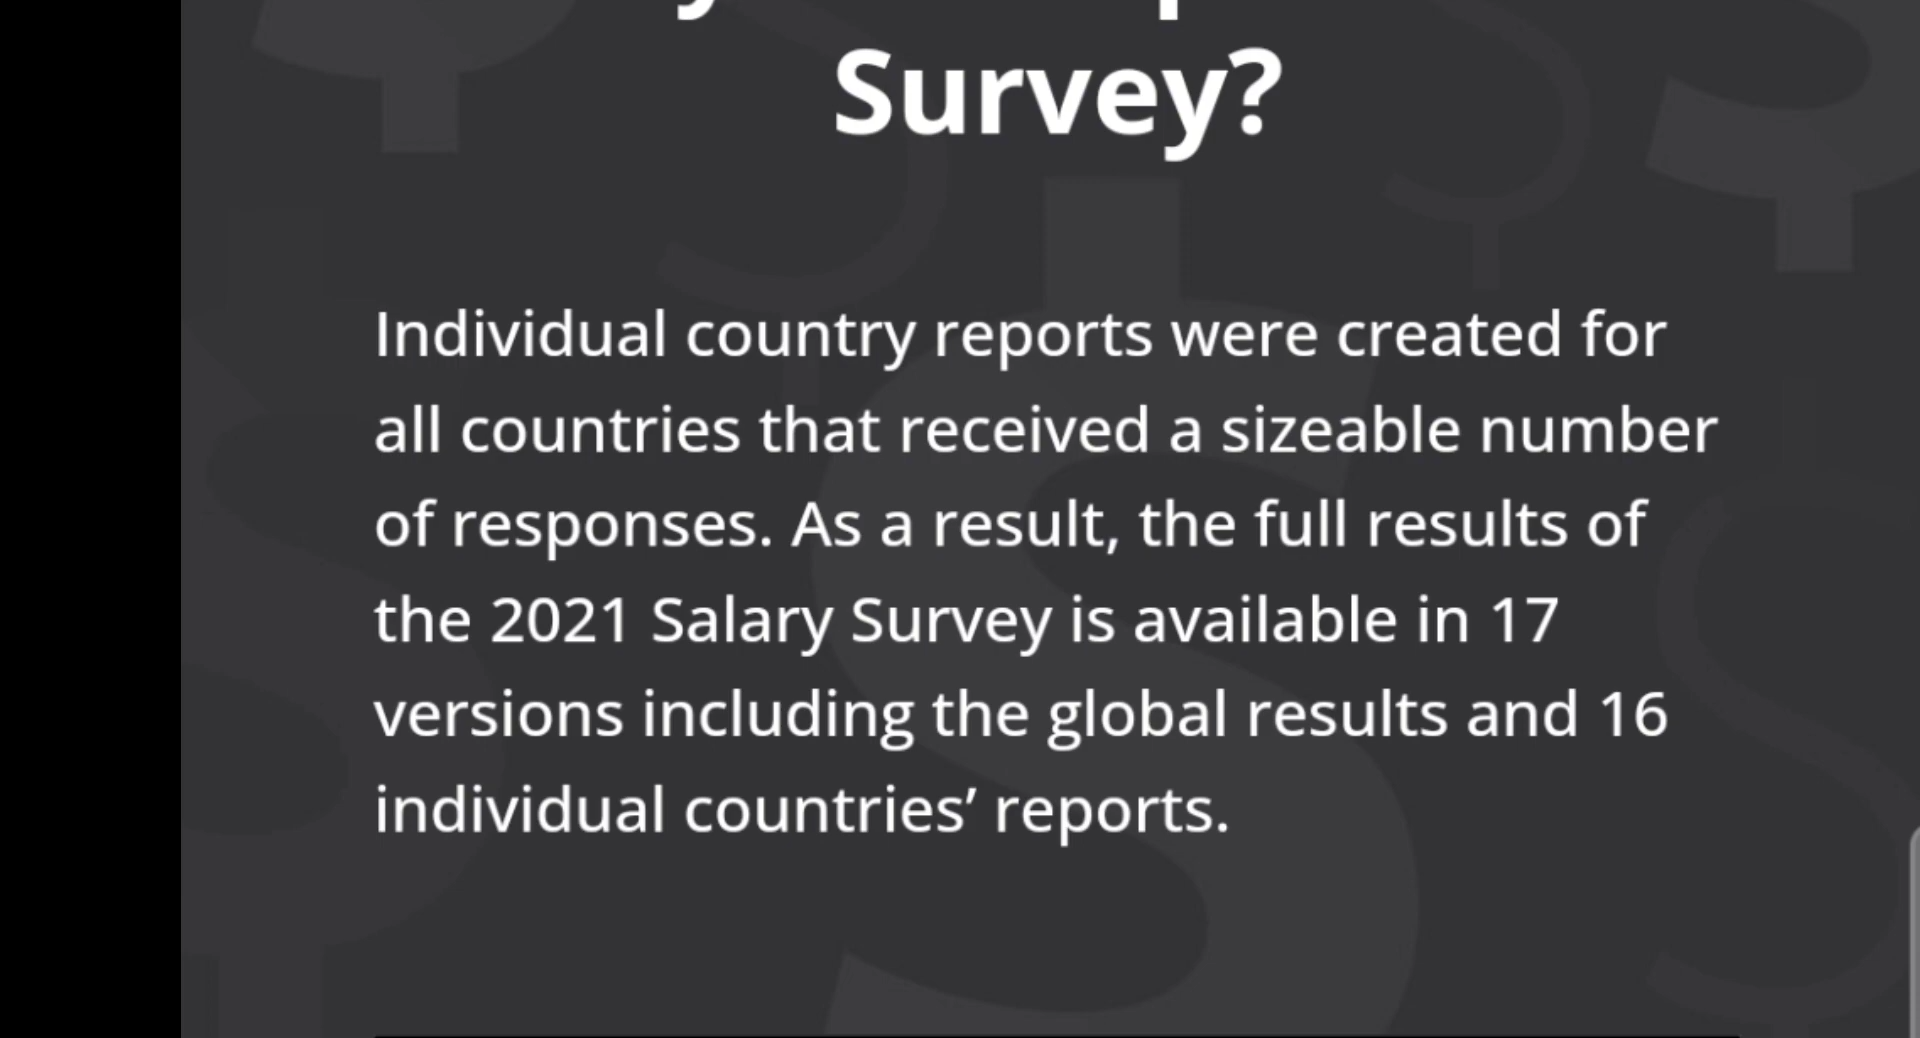 Survey?
Individual country reports were created for
all countries that received a sizeable number
of responses. As a result, the full results of
the 2021 Salary Survey is available in 17
versions including the global results and 16
individual countries’ reports.